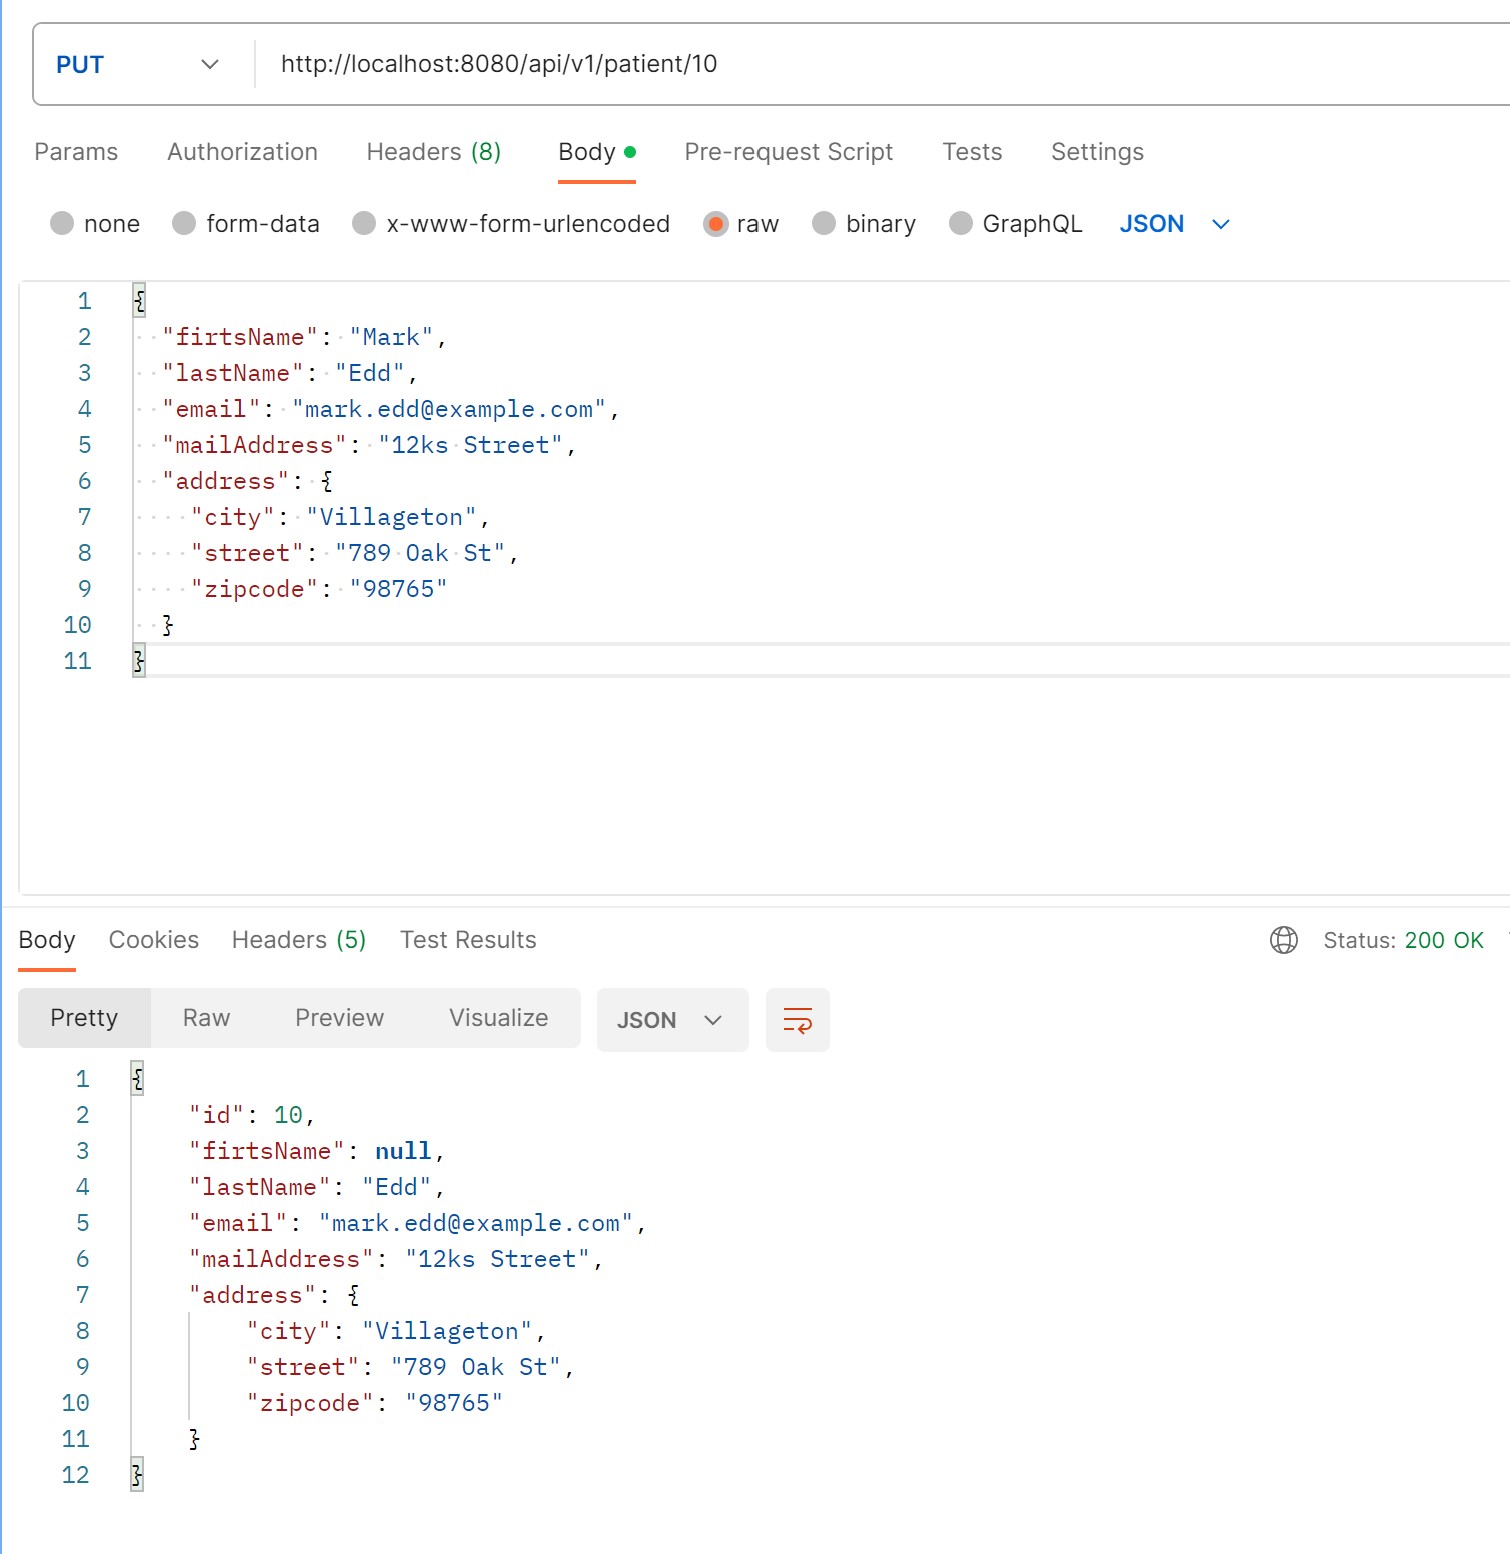 PUT http://localhost:8080/api/v1/patient/10
Params Authorization Headers (8) Body Pre-request Script Tests Settings
none form-data x-www-form-urlencoded raw binary GraphQL JSON
1 {
2 "firtsName": "Mark",
3 "lastName": "Edd",
4 "email": "mark.edd@example.com",
5 "mailAddress": "12ks Street",
6 "address": {
7 "city": "Villageton",
8 "street": "789 Oak St",
9 "zipcode": "98765"
10 }
11 }
Body Cookies Headers (5) Test Results Status: 200 OK
Pretty Raw Preview Visualize JSON
1 {
2 "id": 10,
3 "firtsName": null,
4 "lastName": "Edd",
5 "email": "mark.edd@example.com",
6 "mailAddress": "12ks Street",
7 "address": {
8 "city": "Villageton",
9 "street": "789 Oak St",
10 "zipcode": "98765"
11 }
12 }